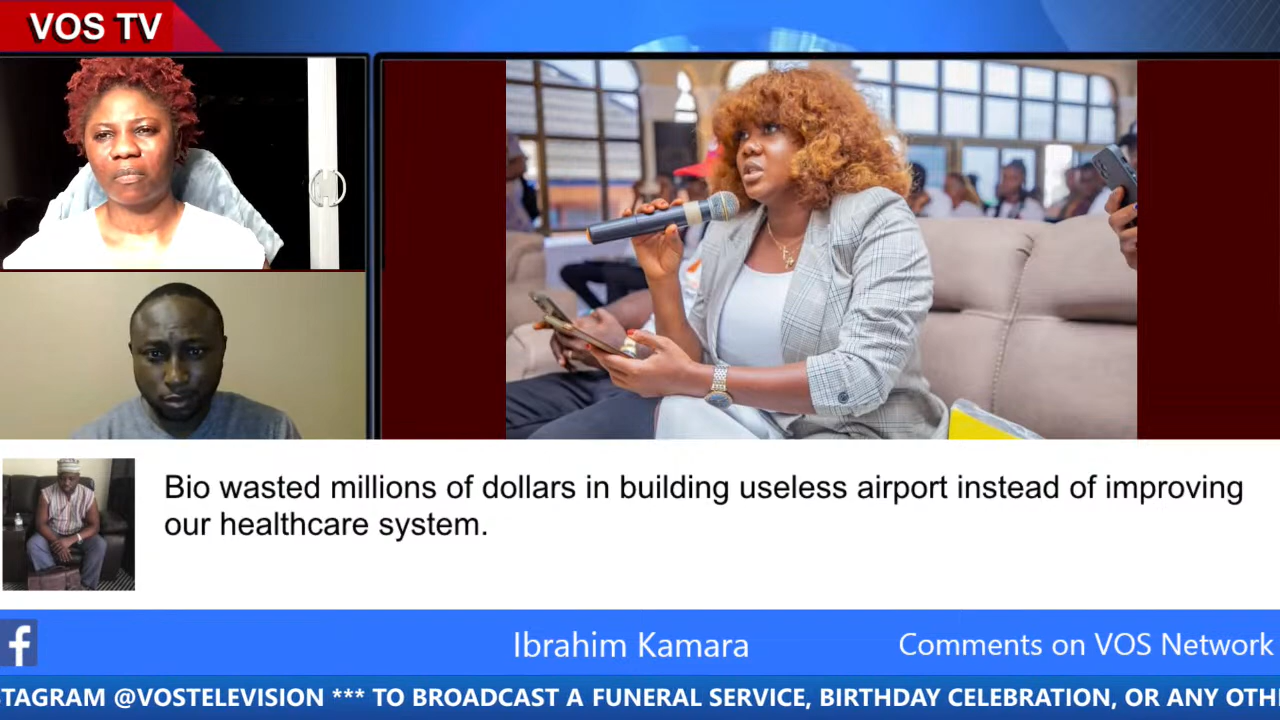 VOS TV
Bio wasted millions of dollars in building useless airport instead of improving
our healthcare system.
f
Ibrahim Kamara
Comments on VOS Network
STAGRAM @VOSTELEVISION *** TO BROADCAST A FUNERAL SERVICE, BIRTHDAY CELEBRATION, OR ANY OTH